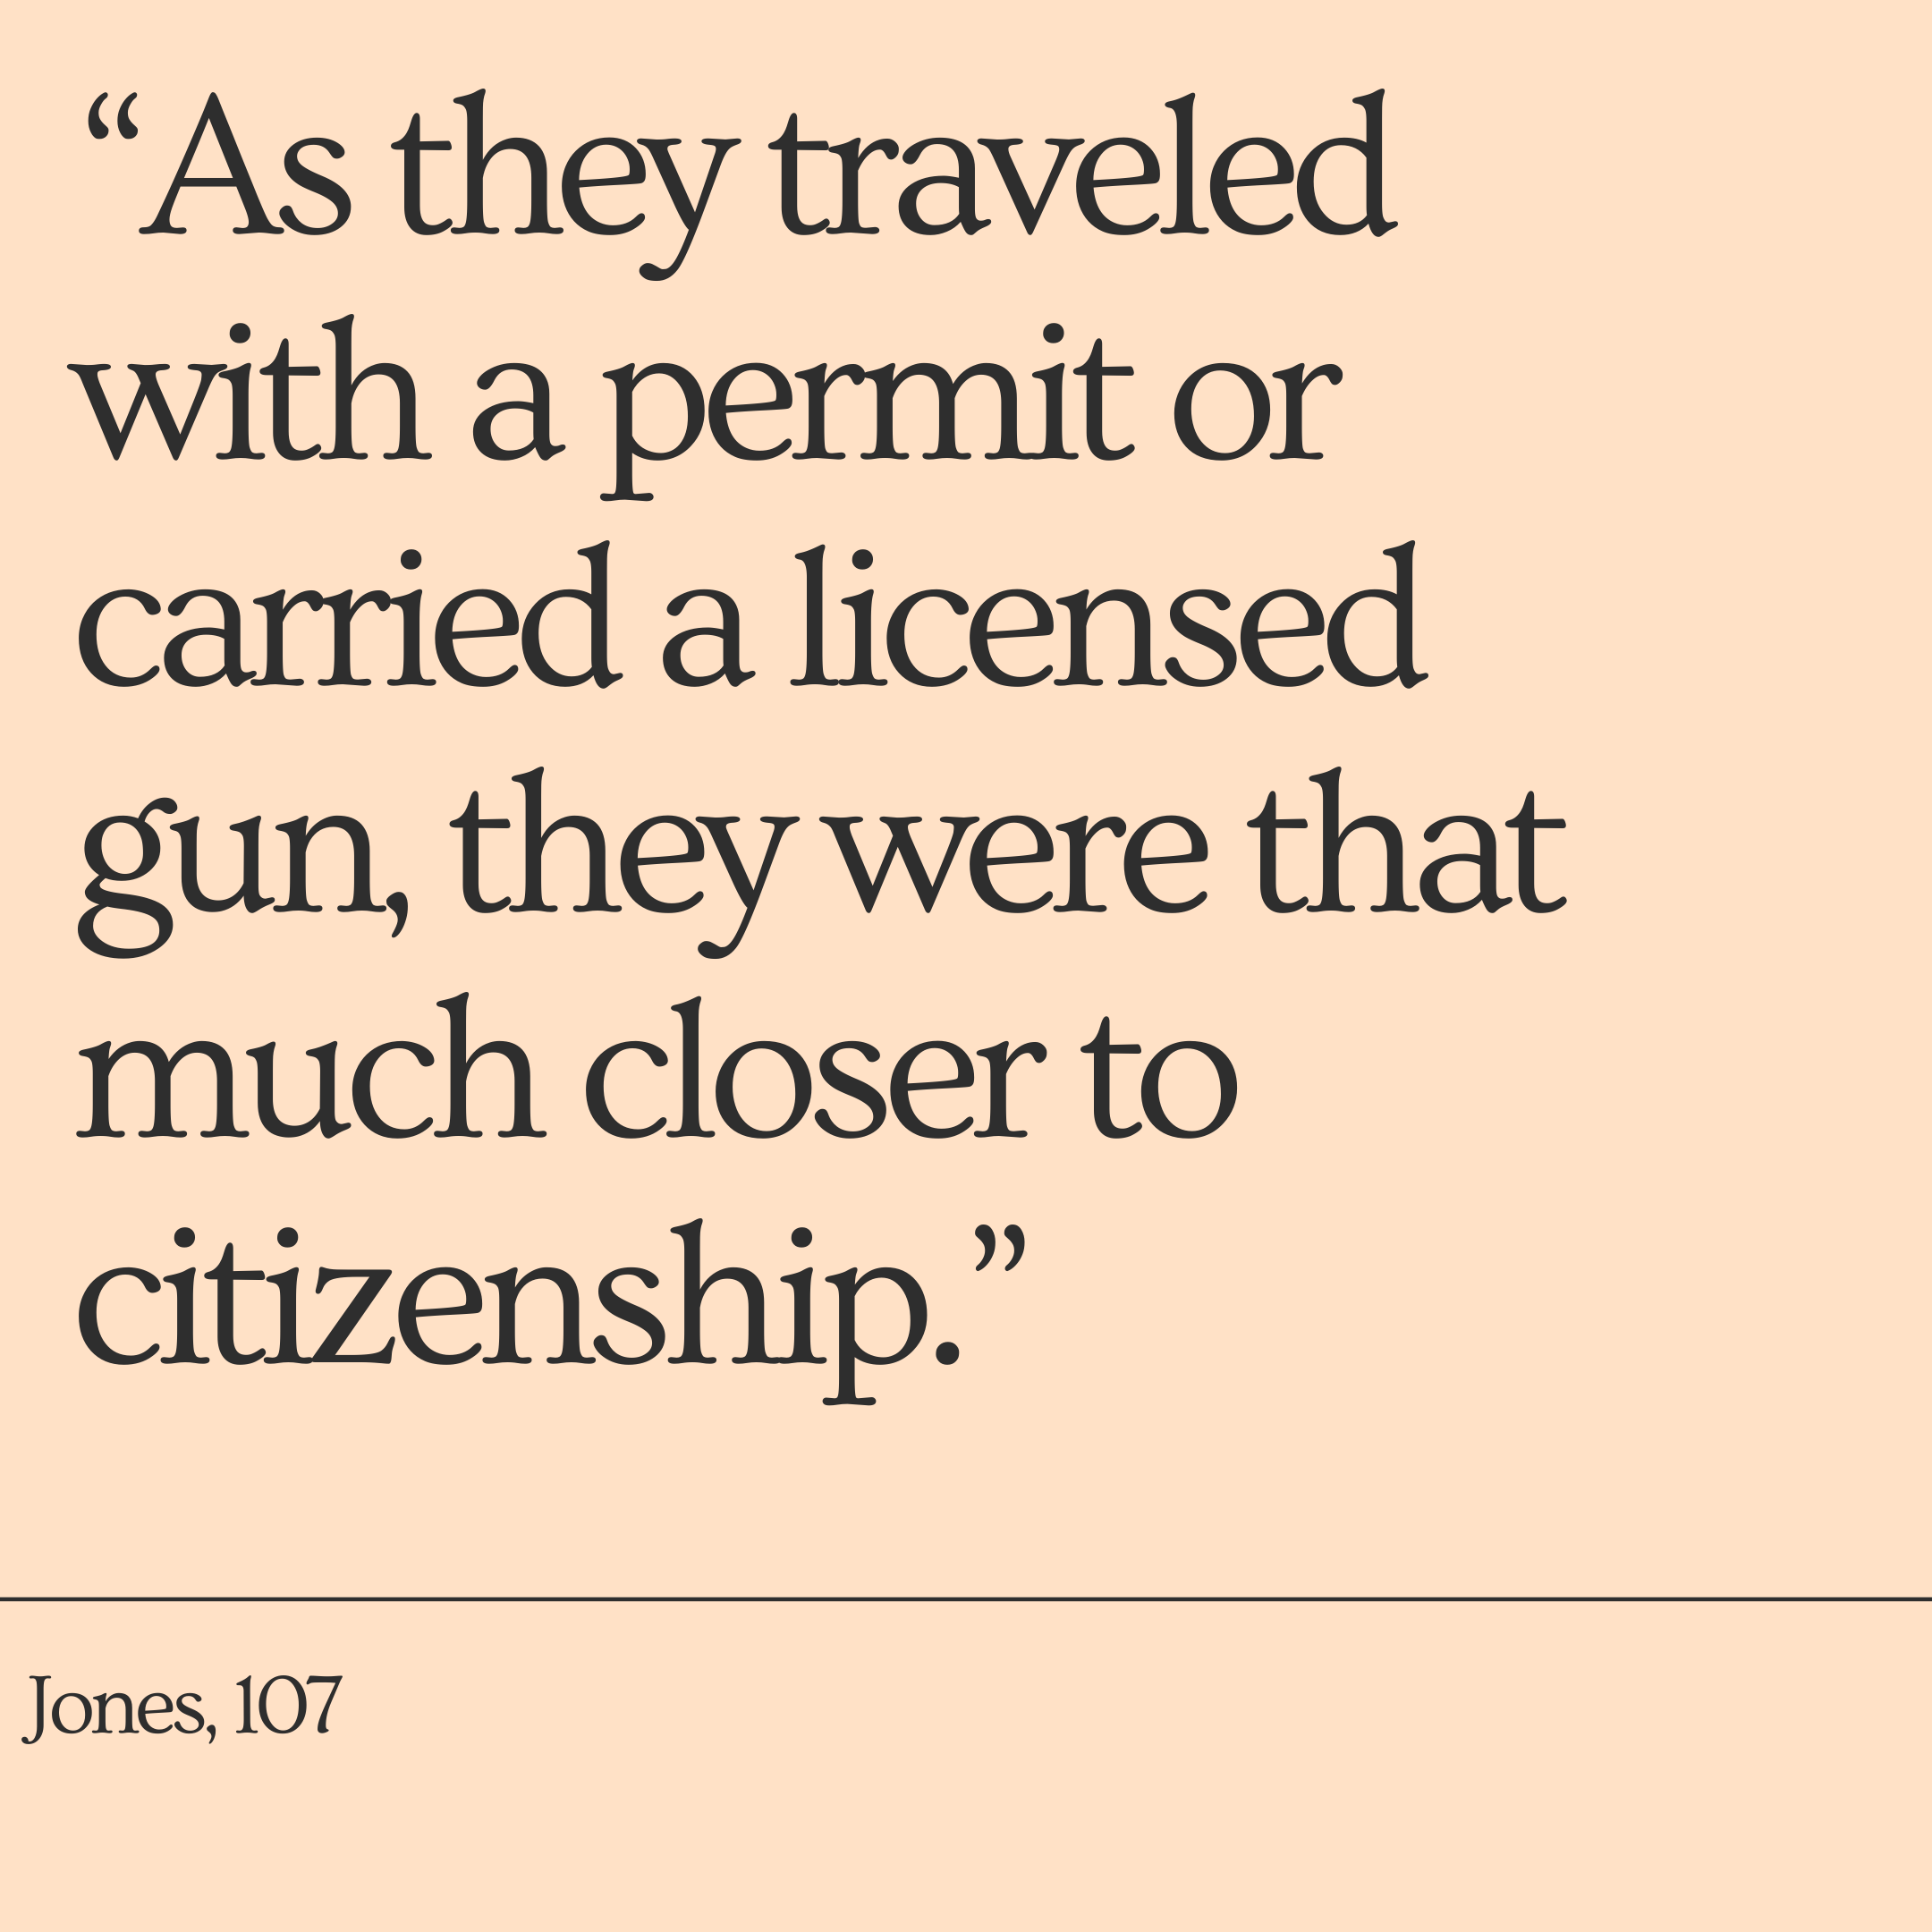 “As they traveled
with a permit or
carried a licensed
gun, they were that
much closer to
citizenship.”
Jones, 107